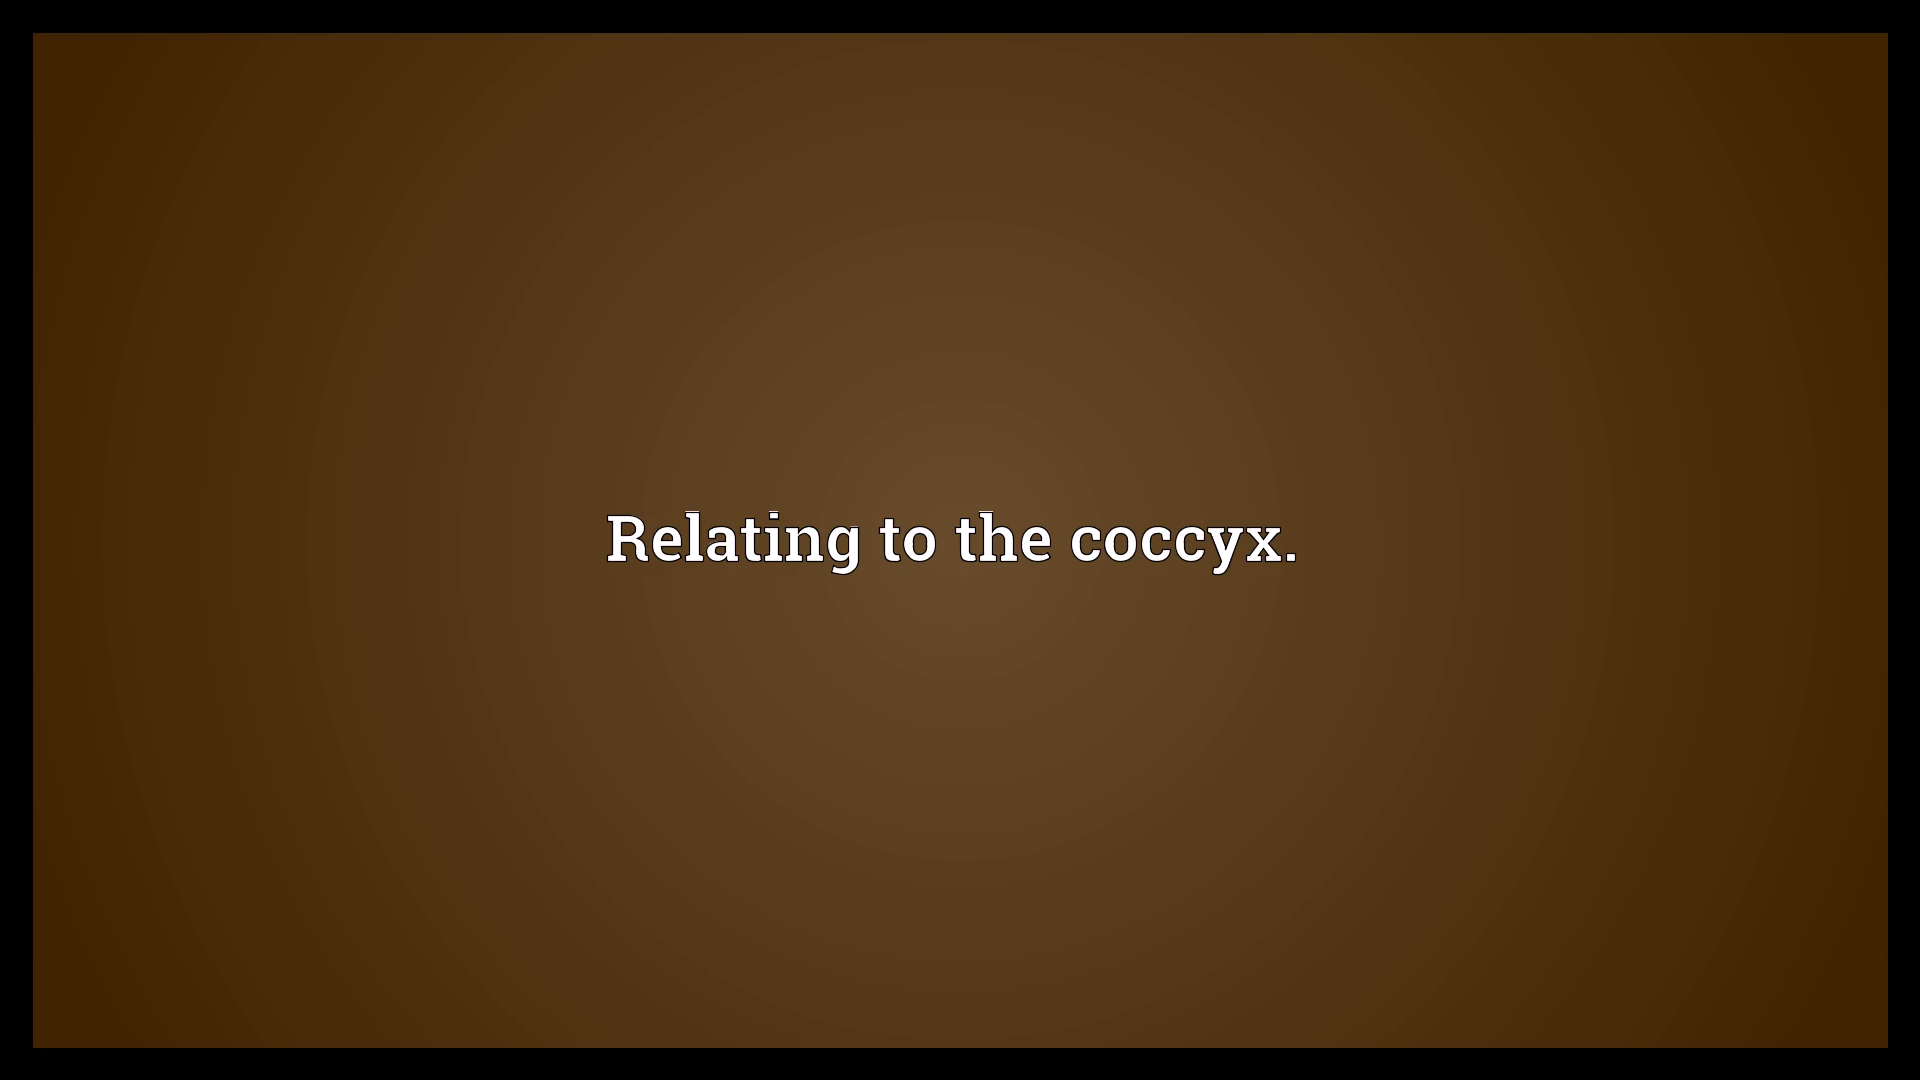 Relating to the coccyx.